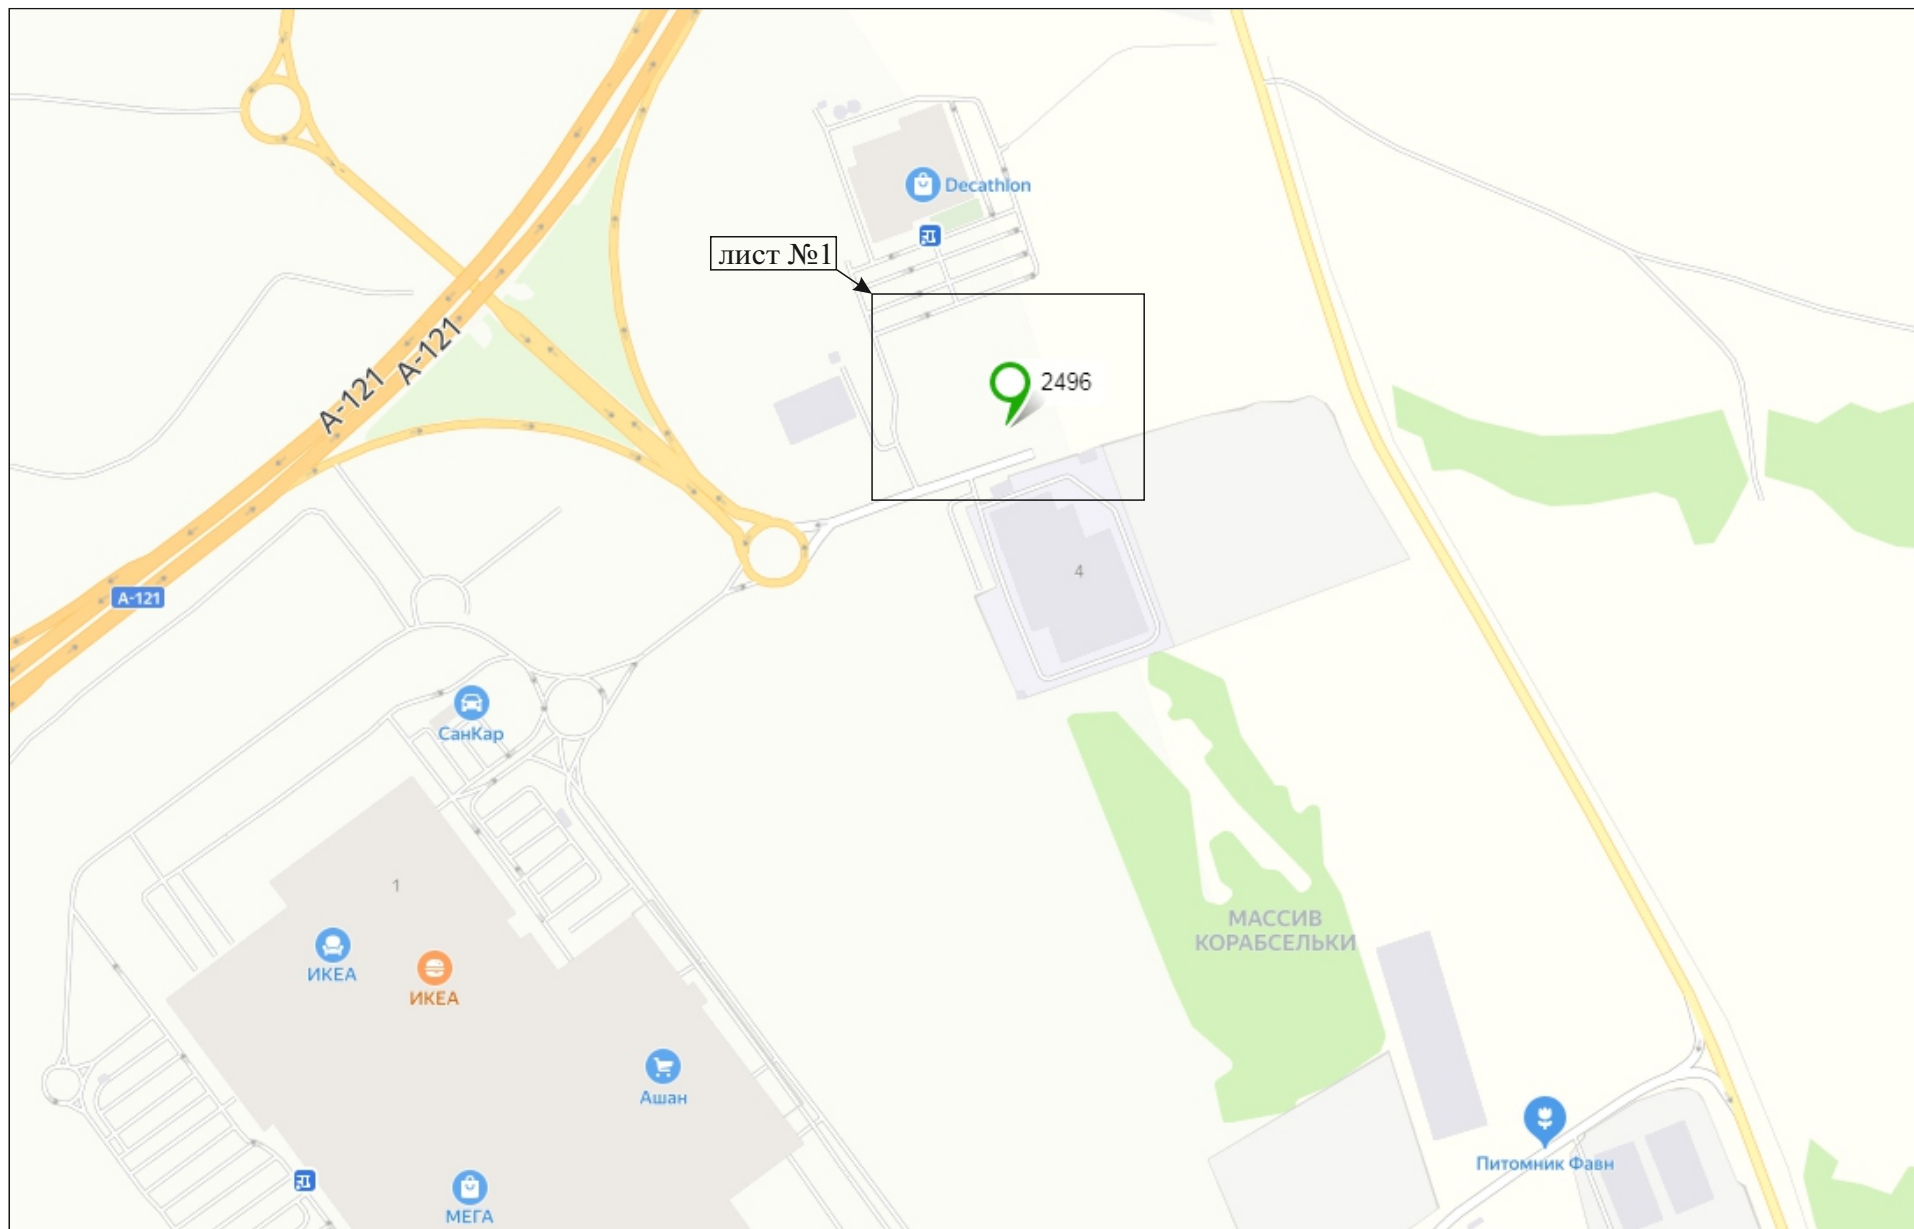 Decathlon
лист №1
А-121
А-121
2496
4
А-121
СанКар
1
МАССИВ
КОРАБСЕЛЬКИ
ИКЕА
ИКЕА
Ашан
Питомник Фавн
МЕГА